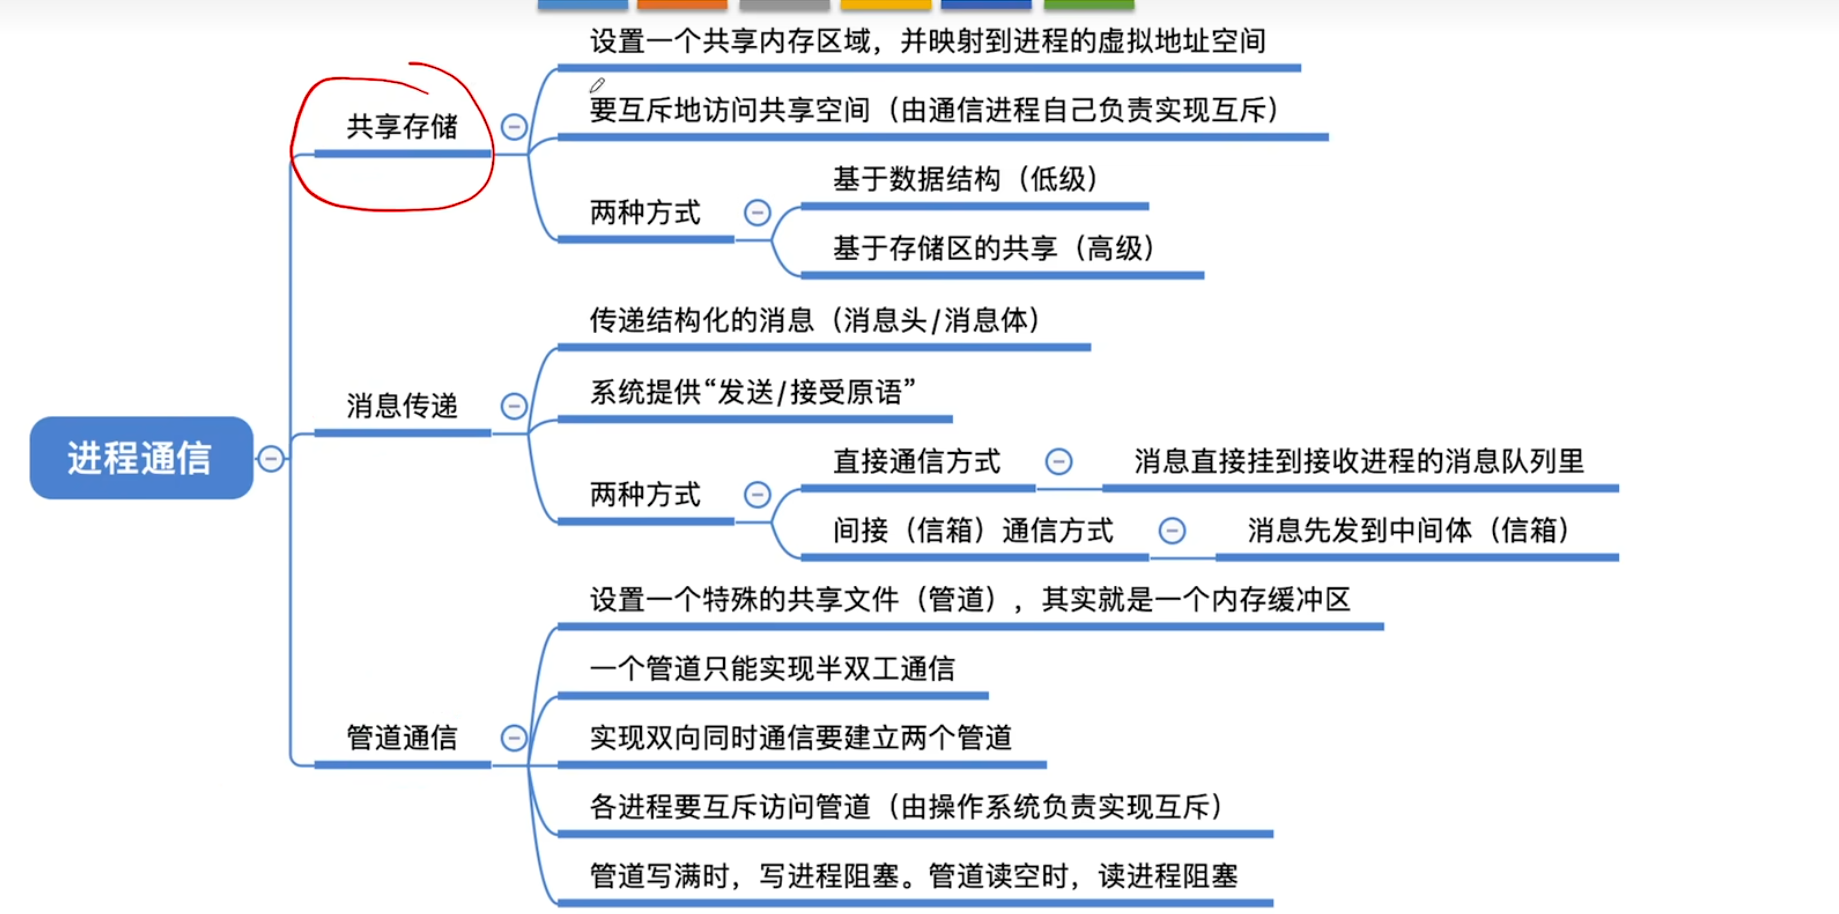 设置一个共享内存区域，并映射到进程的虚拟地址空间
要互斥地访问共享空间（由通信进程自己负责实现互斥）
共享存储
基于数据结构（低级）
两种方式
基于存储区的共享（高级）
传递结构化的消息（消息头/消息体）
系统提供“发送/接受原语”
消息传递
直接通信方式
消息直接挂到接收进程的消息队列里
进程通信
两种方式
间接（信箱）通信方式
消息先发到中间体（信箱）
设置一个特殊的共享文件（管道），其实就是一个内存缓冲区
一个管道只能实现半双工通信
管道通信
实现双向同时通信要建立两个管道
各进程要互斥访问管道（由操作系统负责实现互斥）
管道写满时，写进程阻塞。管道读空时，读进程阻塞